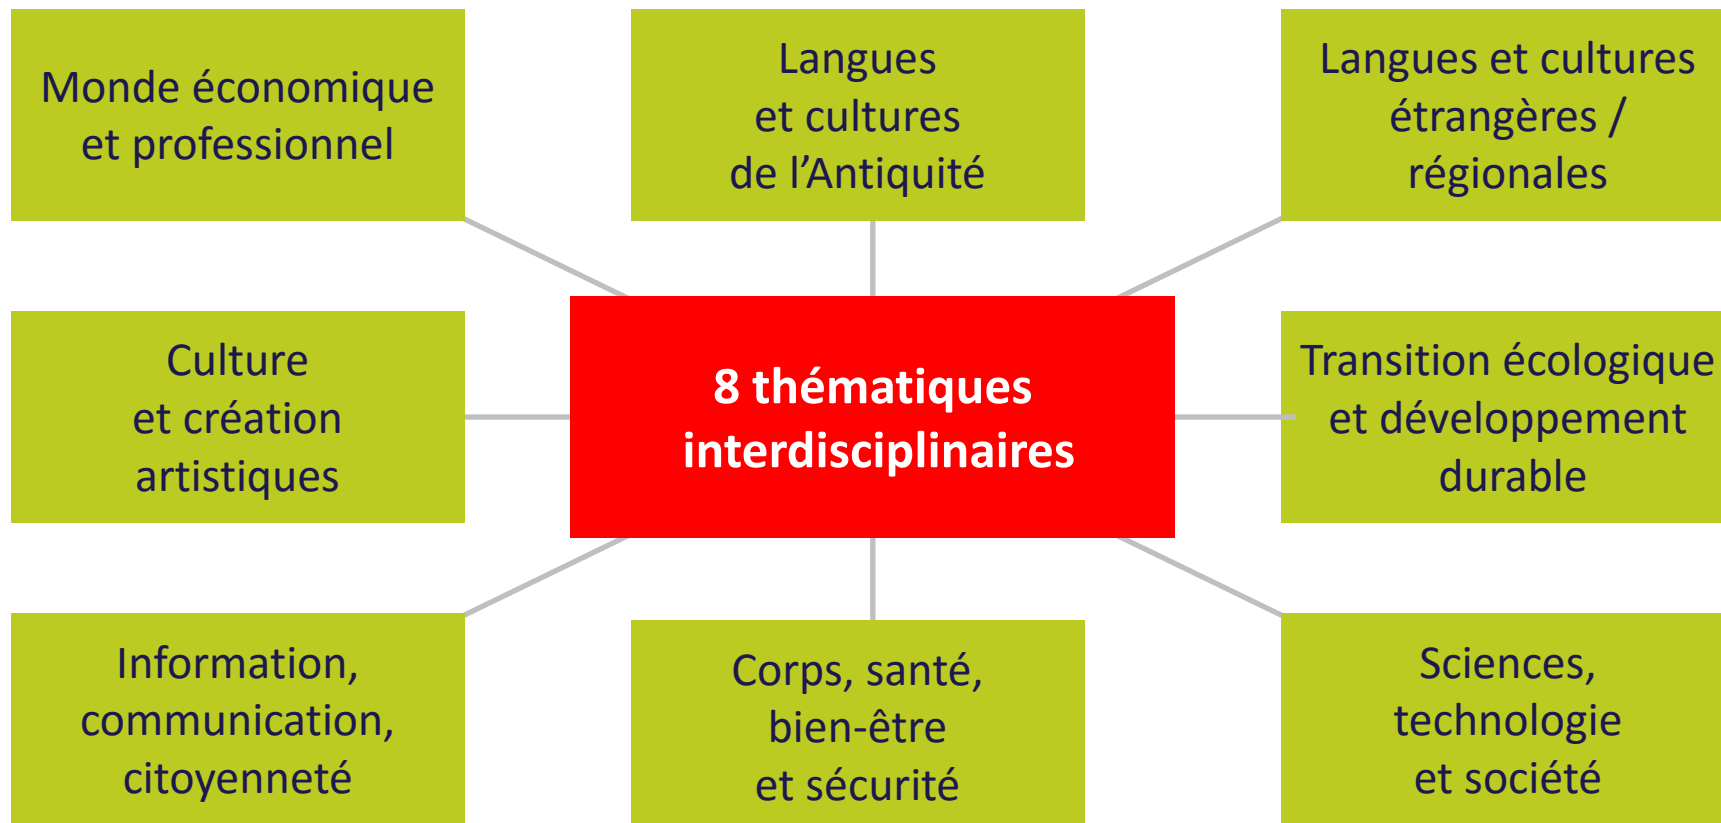 Monde économique
et professionnel
Langues
et cultures
de l’Antiquité
Langues et cultures
étrangères /
régionales
Culture
et création
artistiques
8 thématiques
interdisciplinaires
Transition écologique
et développement
durable
Information,
communication,
citoyenneté
Corps, santé,
bien-être
et sécurité
Sciences,
technologie
et société